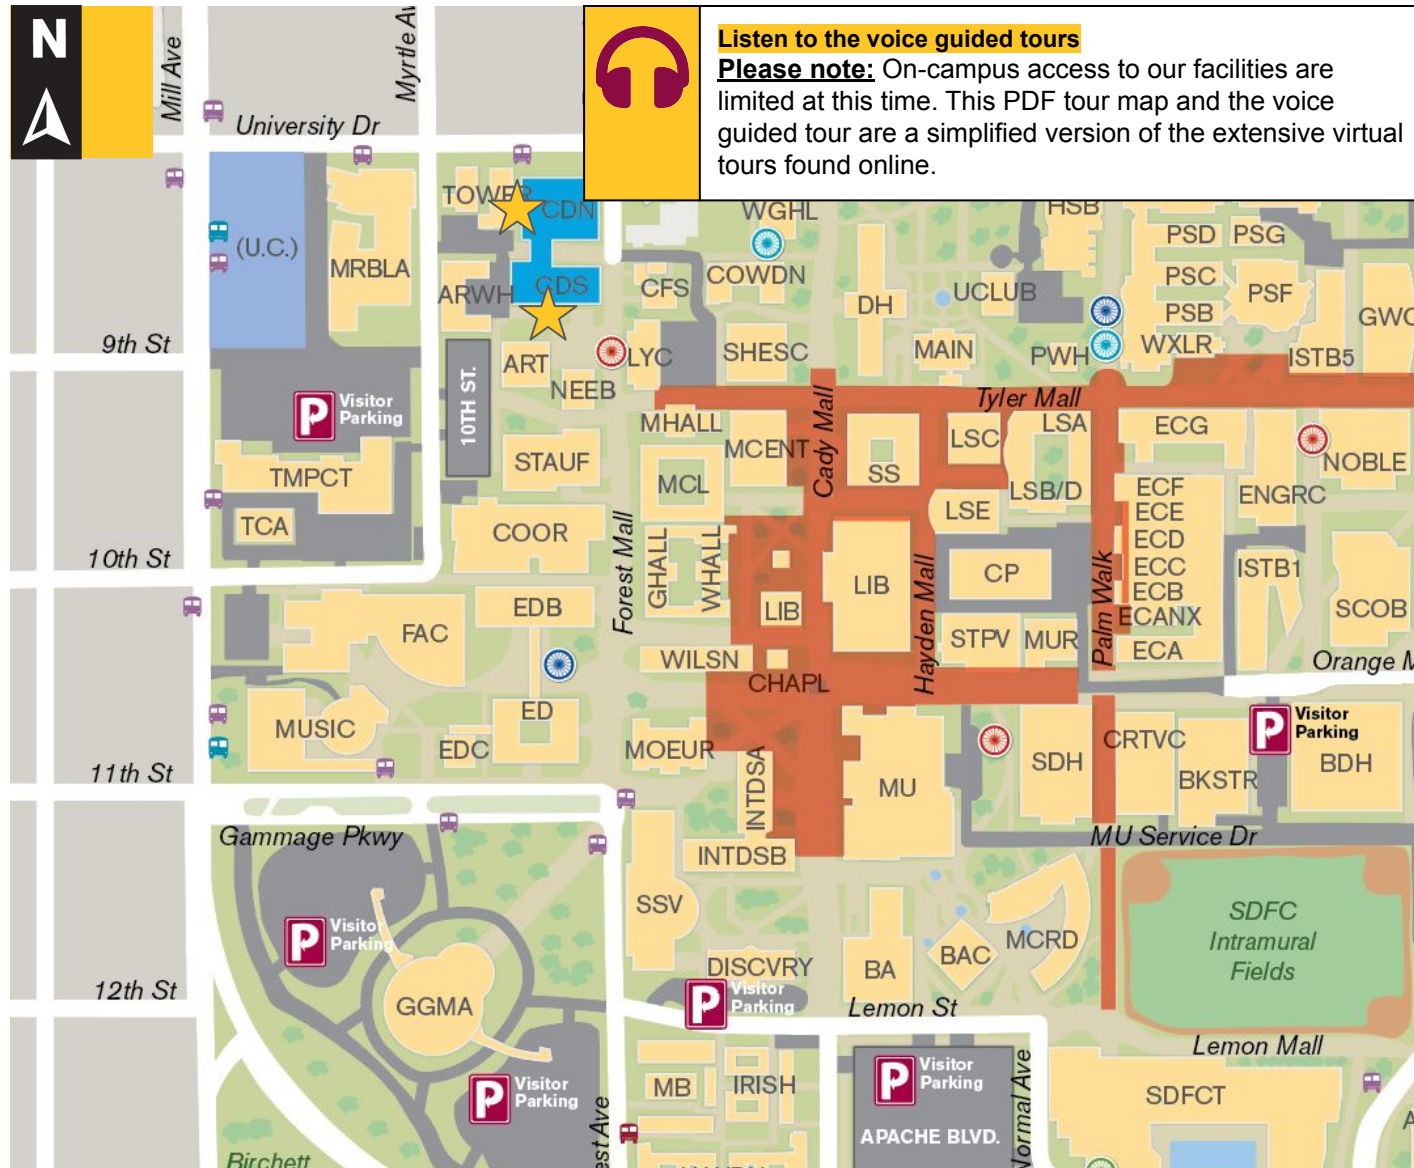 N
Listen to the voice guided tours
Please note: On-campus access to our facilities are
limited at this time. This PDF tour map and the voice
guided tour are a simplified version of the extensive virtual
tours found online.
Mill Ave
University Dr
TOWER
CDN
WGHL
HSB
PSD
PSG
(U.C.)
MRBLA
ARWH
CDS
CFS
COWDN
DH
UCLUB
PSC
PSB
PSF
9th St
ART
NEEB
LYC
SHESC
MAIN
PWH
WXLR
ISTB5
Visitor
Parking
10TH ST.
MHALL
MCENT
Cady Mall
Tyler Mall
LSC
LSA
ECG
TMPCT
STAUF
MCL
SS
LSB/D
ECF
ENGRC
NOBLE
TCA
COOR
LSE
ECE
ECD
10th St
Forest Mall
GHALL
WHALL
LIB
LIB
Hayden Mall
CP
Palm Walk
ECC
ECB
ISTB1
EDB
FAC
ECANX
SCOB
WILSN
STPV
MUR
ECA
CHAPL
MUSIC
ED
EDC
MOEUR
INTDSA
MU
SDH
CRTVC
BKSTR
Visitor
Parking
BDH
11th St
Gammage Pkwy
MU Service Dr
INTDSB
SSV
Visitor
Parking
SDFC
Intramural
Fields
BA
BAC
MCRD
DISCVRY
12th St
GGMA
Visitor
Parking
Lemon St
Lemon Mall
Visitor
Parking
MB
IRISH
Visitor
Parking
APACHE BLVD.
Normal Ave
SDFCT
Birchett